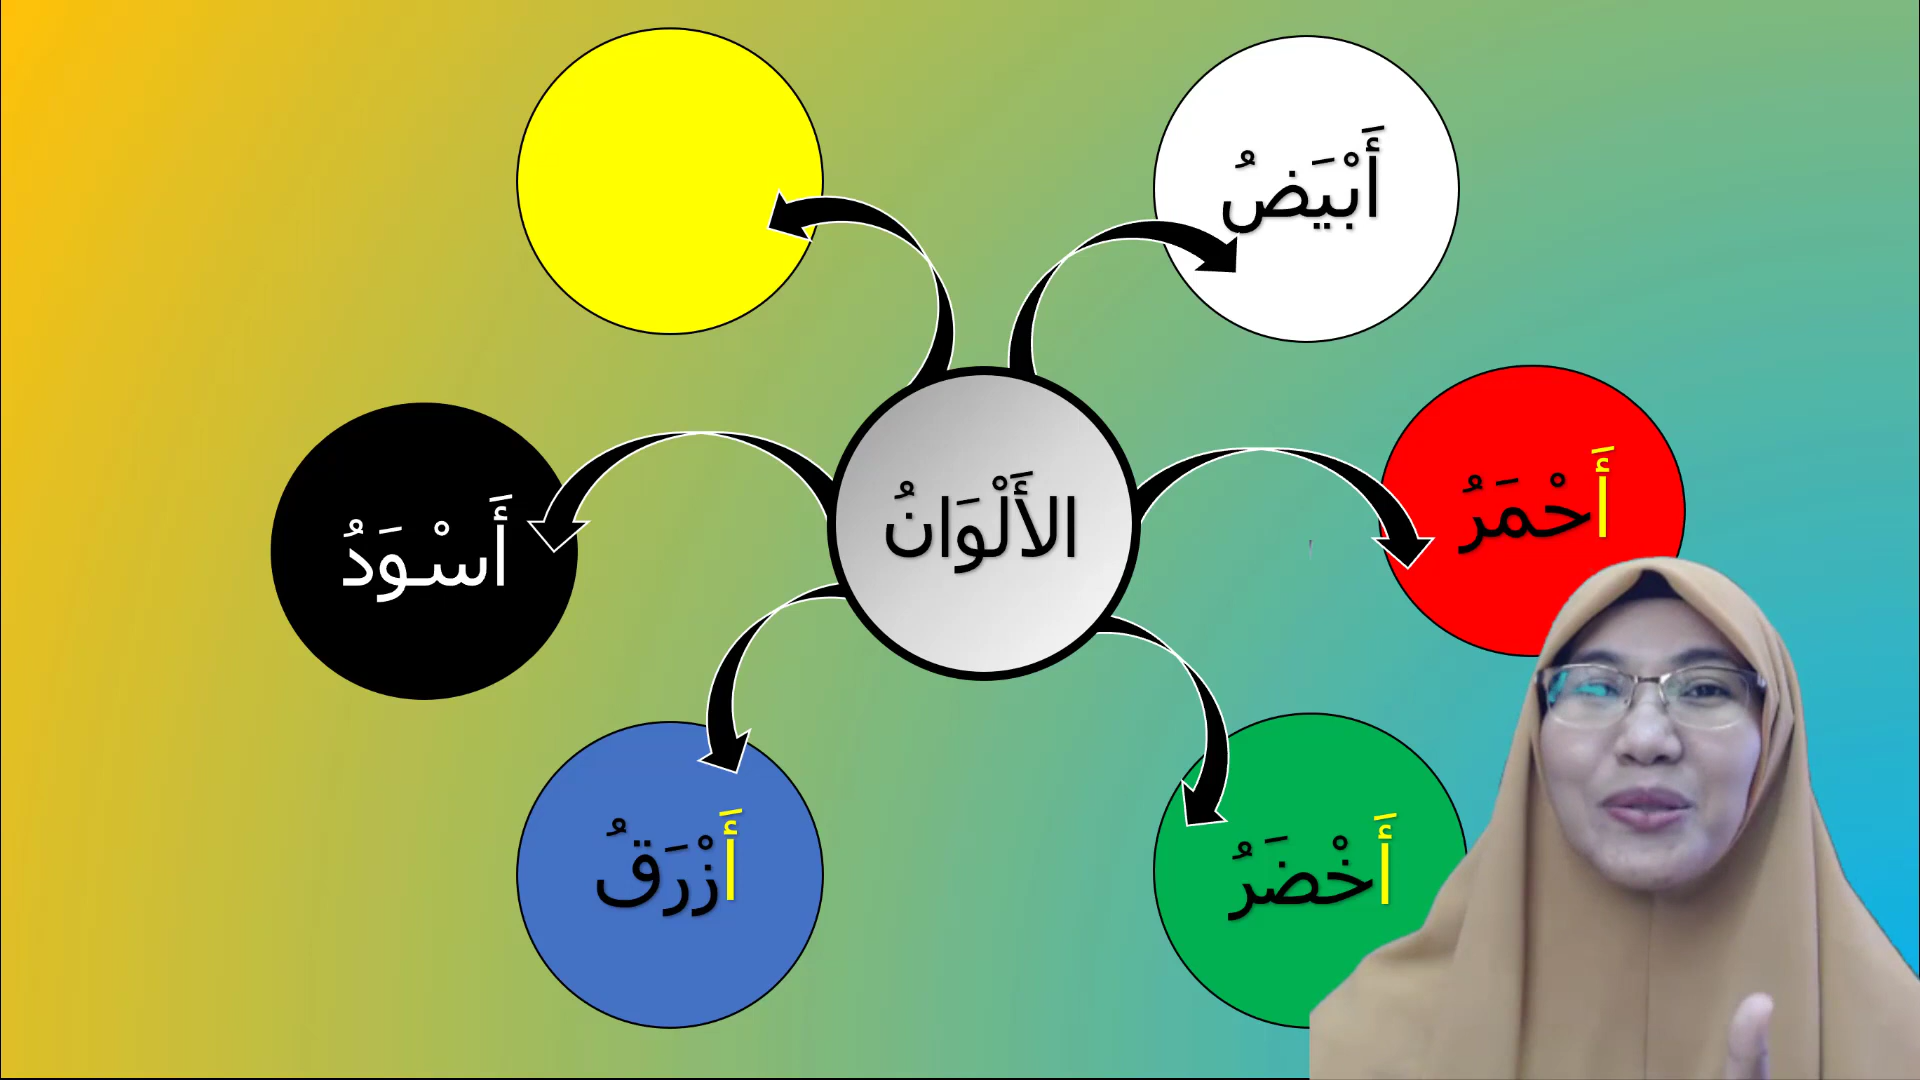 أَبْيَضُ
أَحْمَرُ
الأَلْوَانُ
أَسْوَدُ
أَخْضَرُ
أَزْرَقُ